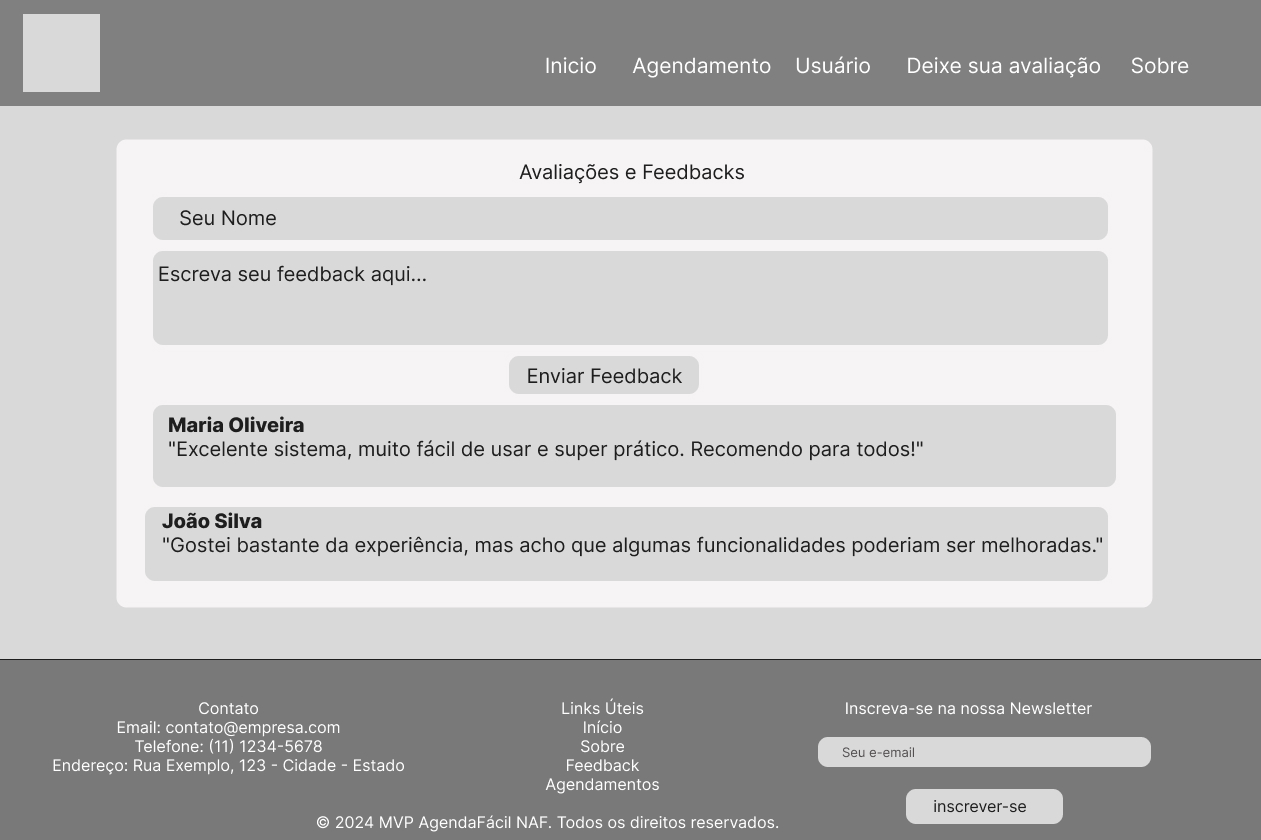 Inicio Agendamento Usuário Deixe sua avaliação Sobre
Avaliações e Feedbacks
Seu Nome
Escreva seu feedback aqui...
Enviar Feedback
Maria Oliveira
"Excelente sistema, muito fácil de usar e super prático. Recomendo para todos!"
João Silva
"Gostei bastante da experiência, mas acho que algumas funcionalidades poderiam ser melhoradas."
Contato
Email: contato@empresa.com
Telefone: (11) 1234-5678
Endereço: Rua Exemplo, 123 - Cidade - Estado
Links Úteis
Início
Sobre
Feedback
Agendamentos
Inscreva-se na nossa Newsletter
Seu e-email
inscrever-se
© 2024 MVP AgendaFácil NAF. Todos os direitos reservados.